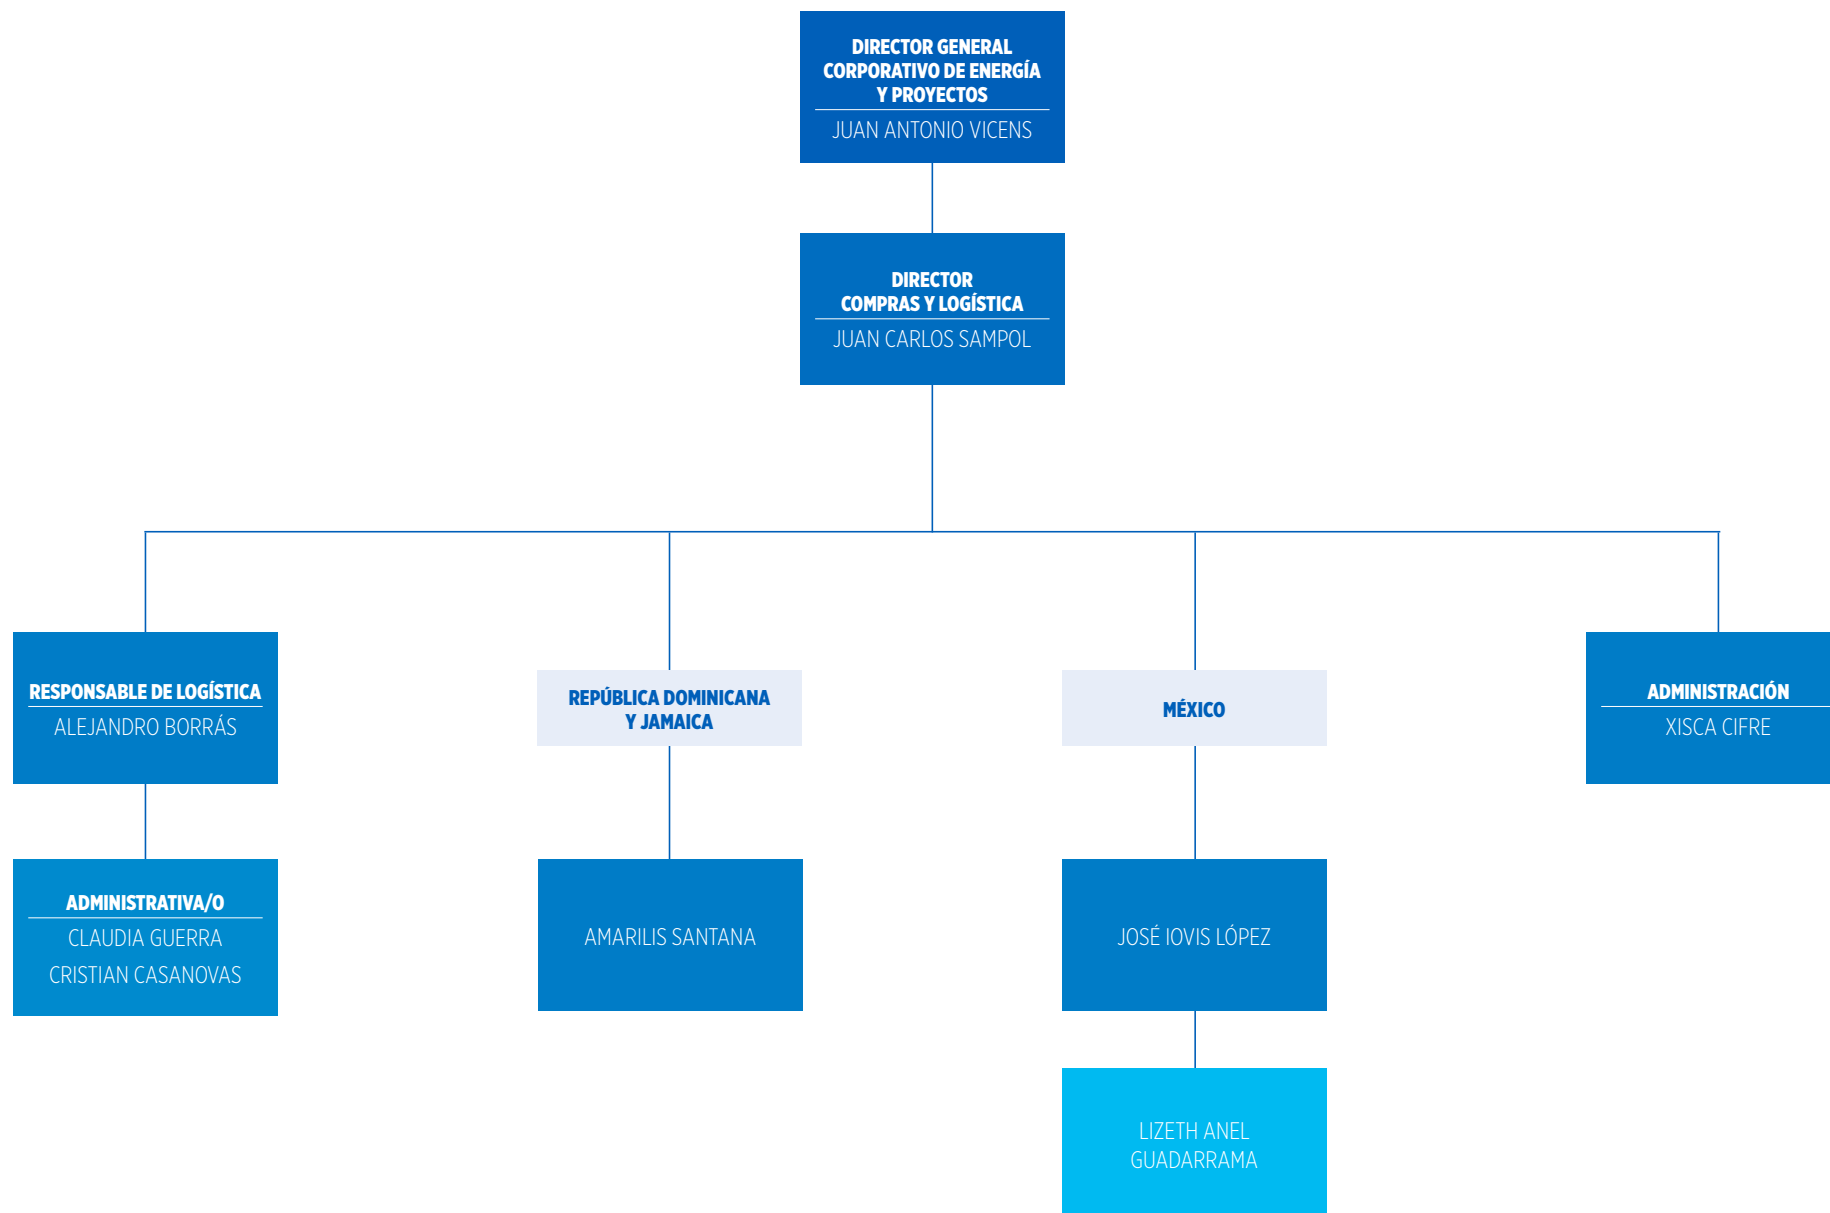 DIRECTOR GENERAL
CORPORATIVO DE ENERGÍA
Y PROYECTOS
JUAN ANTONIO VICENS
DIRECTOR
COMPRAS Y LOGÍSTICA
JUAN CARLOS SAMPOL
RESPONSABLE DE LOGÍSTICA
ALEJANDRO BORRÁS
REPÚBLICA DOMINICANA
Y JAMAICA
MÉXICO
ADMINISTRACIÓN
XISCA CIFRE
ADMINISTRATIVA/O
CLAUDIA GUERRA
CRISTIAN CASANOVAS
AMARILIS SANTANA
JOSÉ IOVIS LÓPEZ
LIZETH ANEL
GUADARRAMA